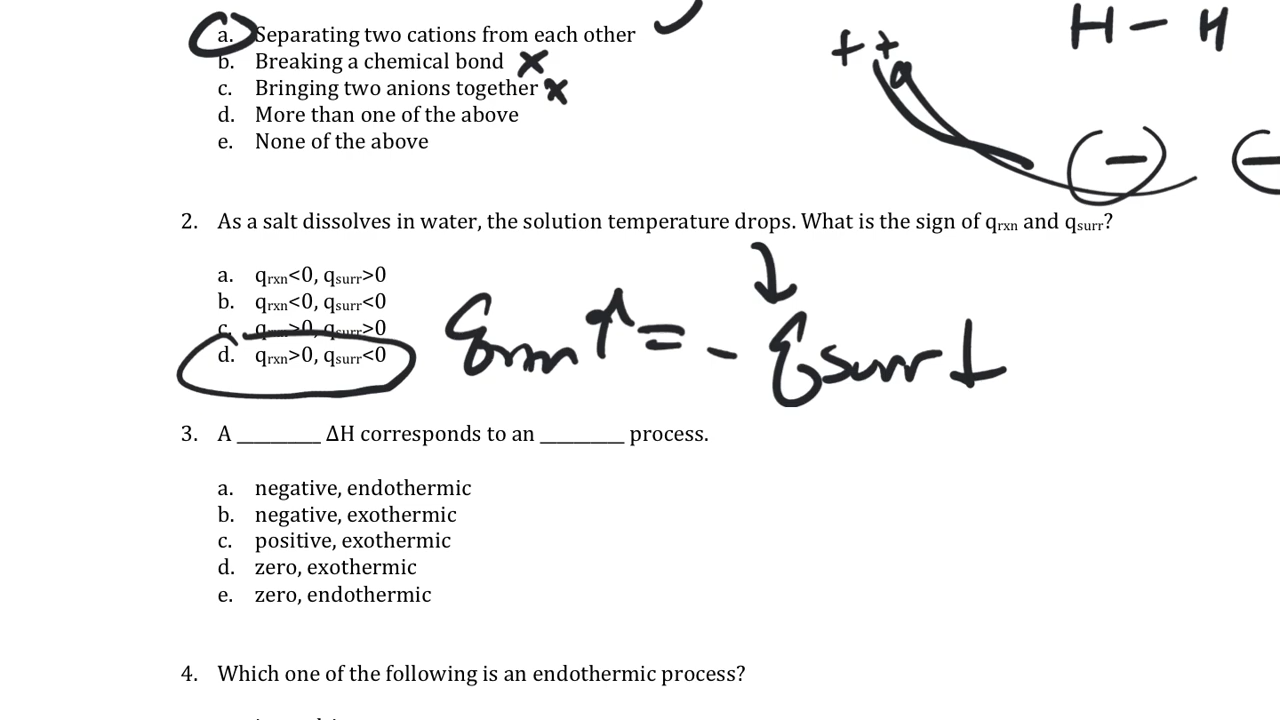 H - H
a. Separating two cations from each other
++
b. Breaking a chemical bond x
c. Bringing two anions together x
d. More than one of the above
e. None of the above
(-) (-
2. As a salt dissolves in water, the solution temperature drops. What is the sign of qrxn and qsurr?
a. qrxn<0, qsurr>0
b. qrxn<0, qsurr<0
c. qrxn>0, qsurr>0
d. qrxn>0, qsurr<0
qrxn ↑ = - qsurr ↓
3. A ________ ΔH corresponds to an ________ process.
a. negative, endothermic
b. negative, exothermic
c. positive, exothermic
d. zero, exothermic
e. zero, endothermic
4. Which one of the following is an endothermic process?